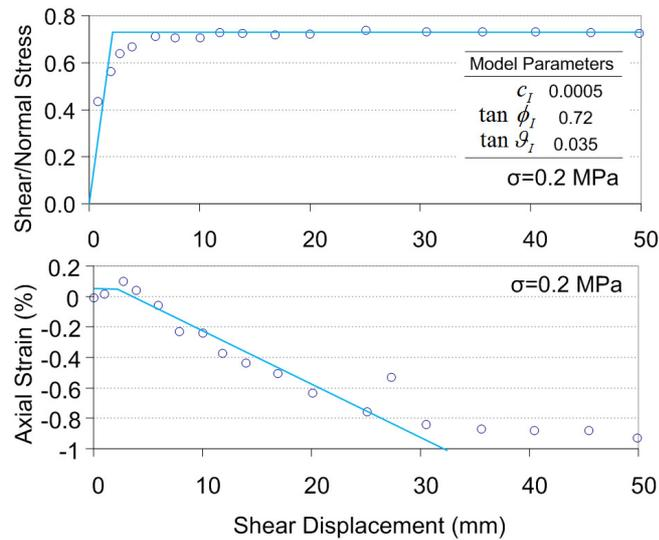 Shear/Normal Stress
0.8
0.6
0.4
0.2
0.0
Model Parameters
c_I 0.0005
tan ϕ_I 0.72
tan ϑ_I 0.035
σ=0.2 MPa
0 10 20 30 40 50
Axial Strain (%)
0.2
0
-0.2
-0.4
-0.6
-0.8
-1
σ=0.2 MPa
0 10 20 30 40 50
Shear Displacement (mm)